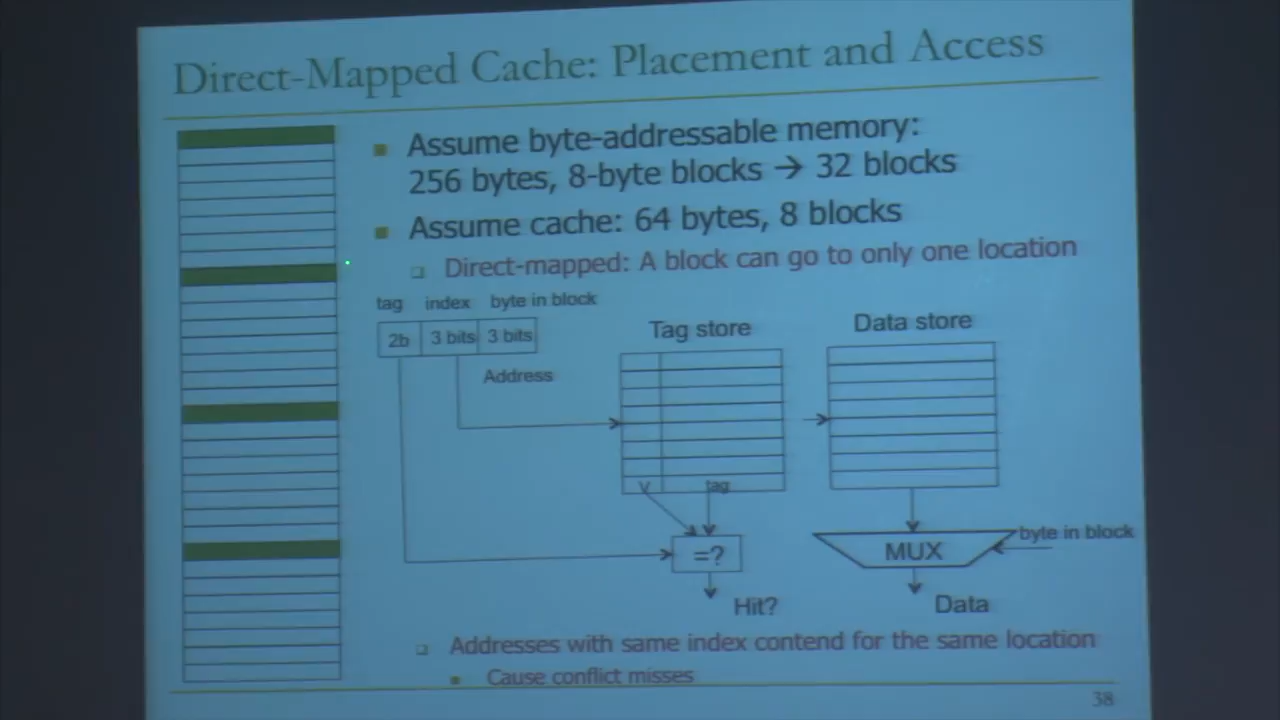 Direct-Mapped Cache: Placement and Access
Assume byte-addressable memory:
256 bytes, 8-byte blocks → 32 blocks
Assume cache: 64 bytes, 8 blocks
Direct-mapped: A block can go to only one location
tag index byte in block
2b 3 bits 3 bits
Address
Tag store
Data store
V tag
=?
Hit?
MUX
byte in block
Data
Addresses with same index contend for the same location
Cause conflict misses
38